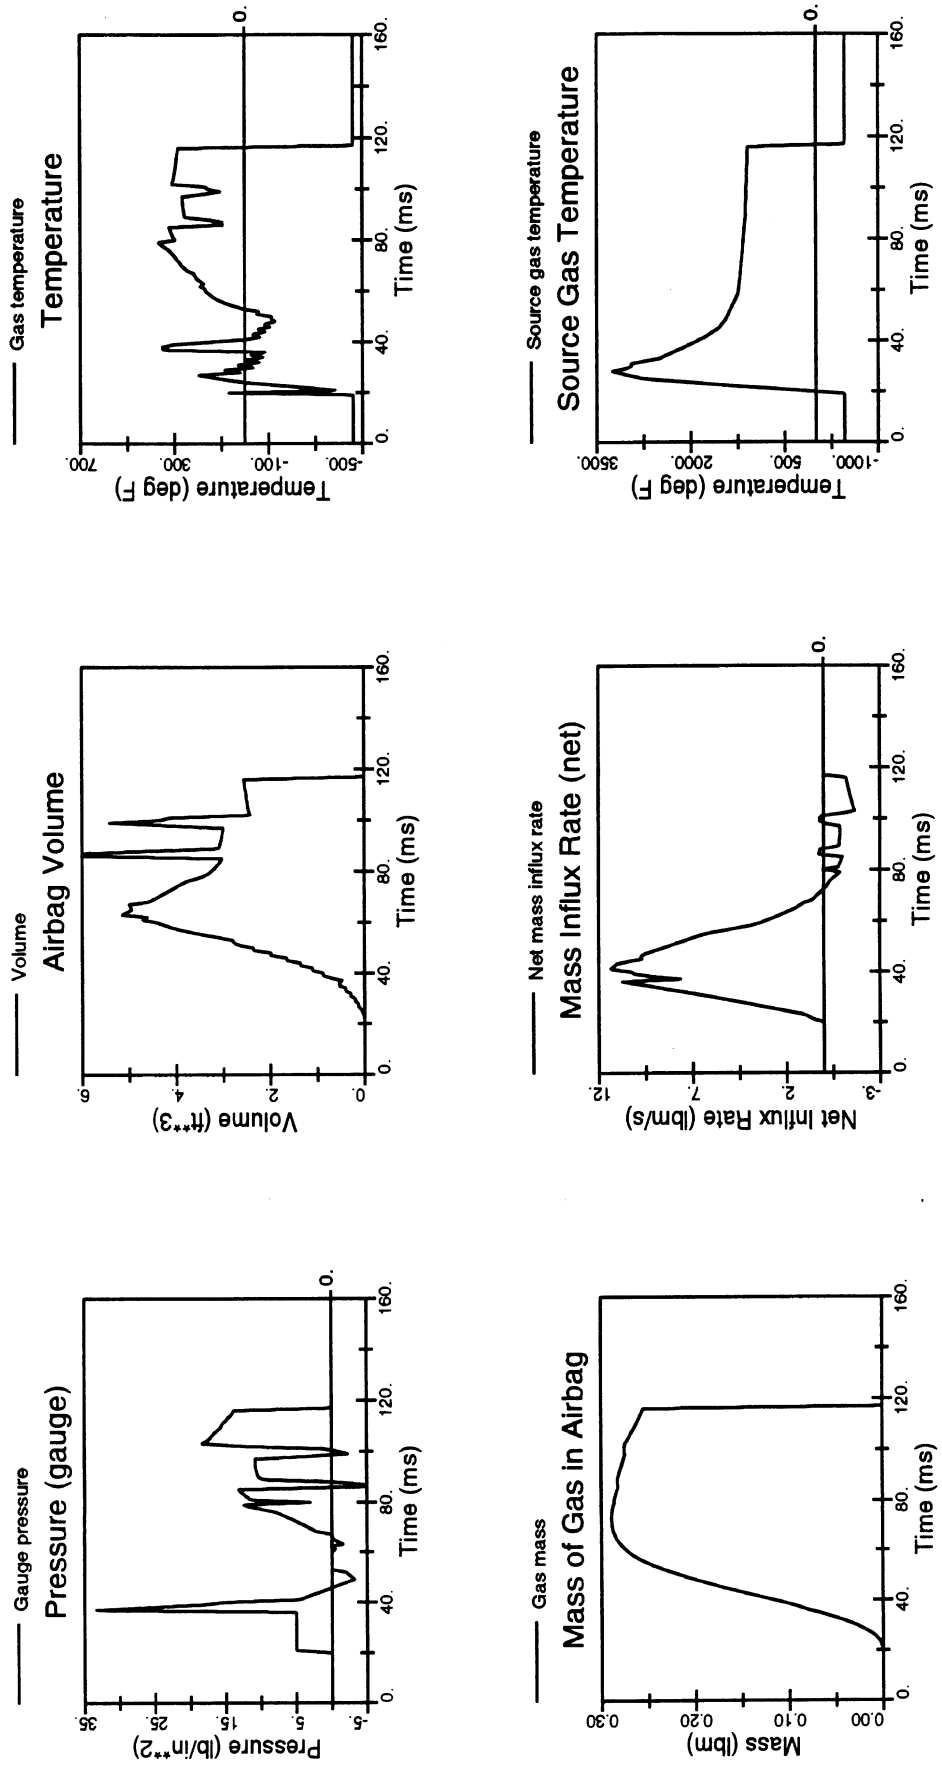 Gauge pressure
Pressure (gauge)
35.
25.
15.
5.
-5.
Pressure (lb/in**2)
0.
0.
40.
80.
120.
160.
Time (ms)
Volume
Airbag Volume
6.
4.
2.
0.
Volume (ft**3)
0.
40.
80.
120.
160.
Time (ms)
Gas temperature
Temperature
700.
300.
-100.
-500.
Temperature (deg F)
0.
0.
40.
80.
120.
160.
Time (ms)
Gas mass
Mass of Gas in Airbag
0.30
0.20
0.10
0.00
Mass (lbm)
0.
40.
80.
120.
160.
Time (ms)
Net mass influx rate
Mass Influx Rate (net)
12.
7.
2.
-3.
Net Influx Rate (lbm/s)
0.
0.
40.
80.
120.
160.
Time (ms)
Source gas temperature
Source Gas Temperature
3500.
2000.
500.
-1000.
Temperature (deg F)
0.
0.
40.
80.
120.
160.
Time (ms)